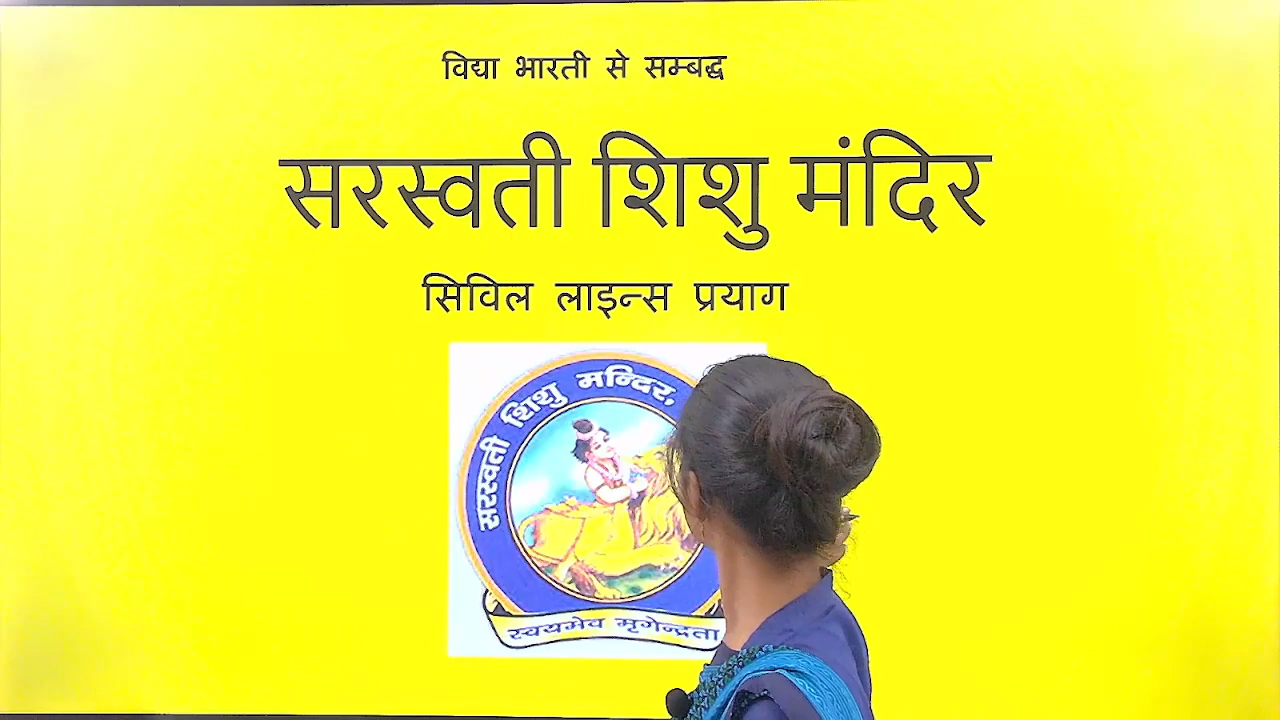 विद्या भारती से सम्बद्ध
सरस्वती शिशु मंदिर
सिविल लाइन्स प्रयाग
सरस्वती शिशु मन्दिर,
स्वयमेव मृगेन्द्रता